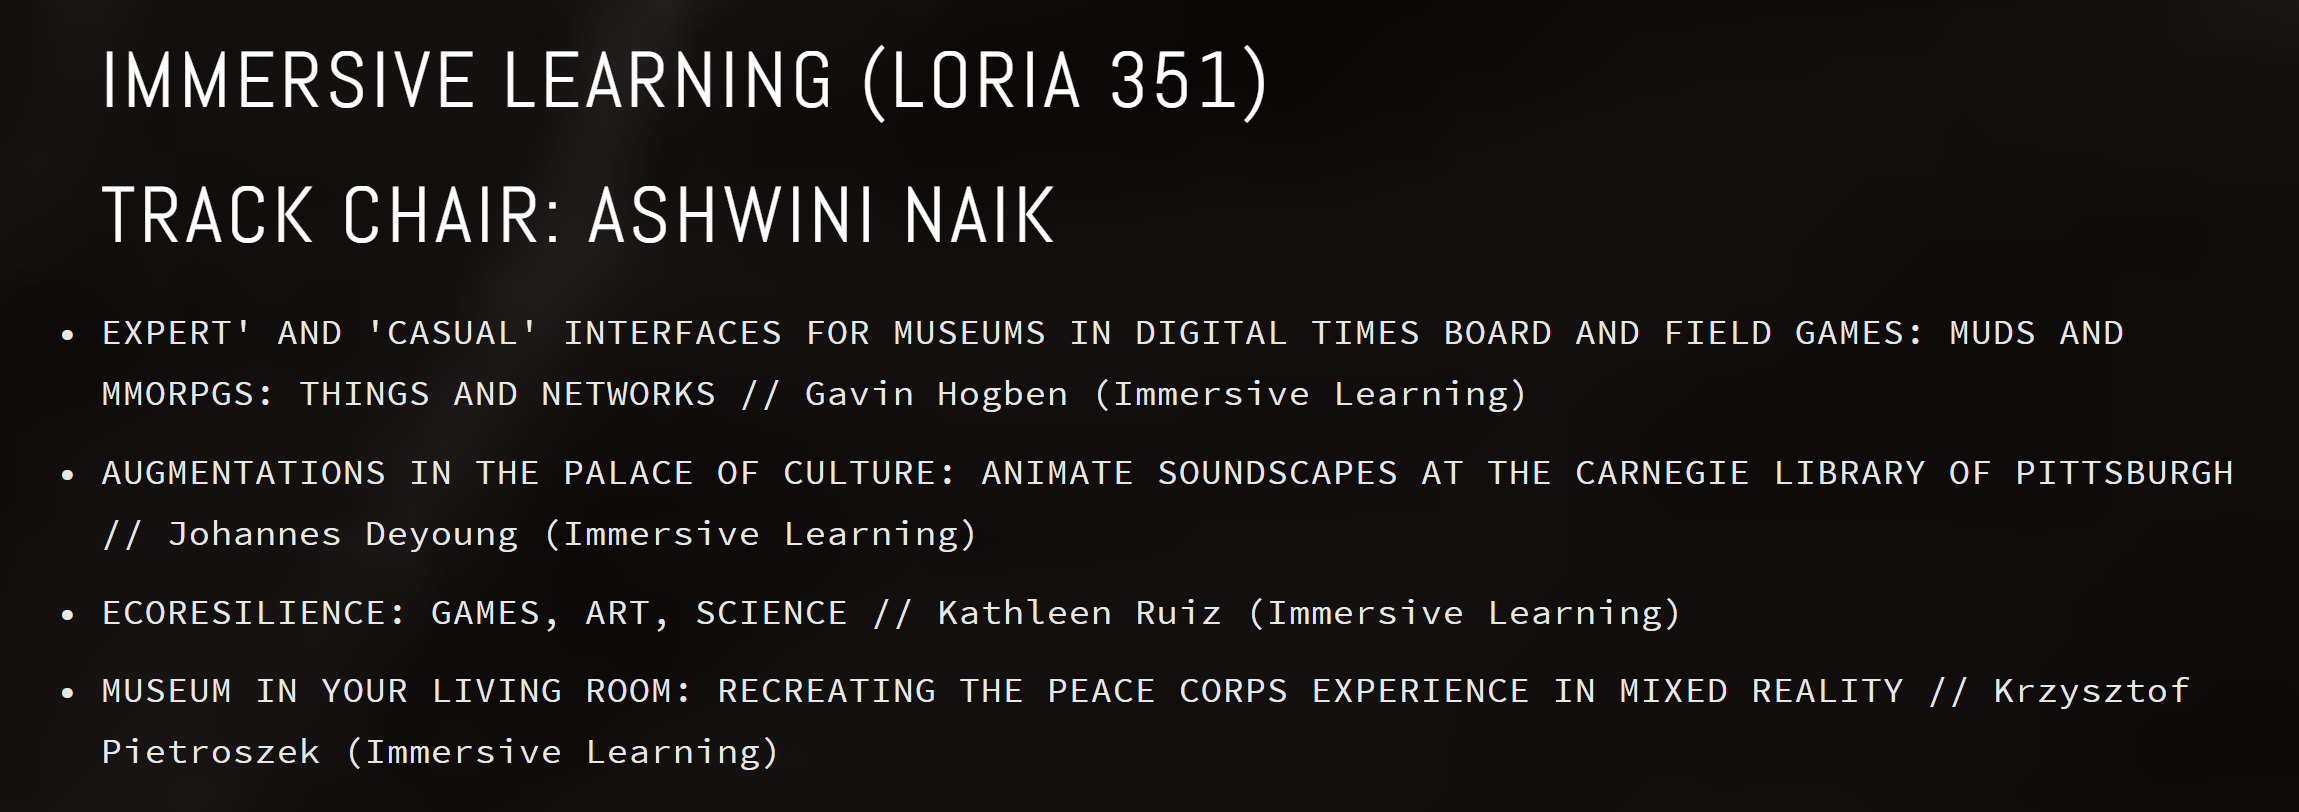 IMMERSIVE LEARNING (LORIA 351)
TRACK CHAIR: ASHWINI NAIK
• EXPERT' AND 'CASUAL' INTERFACES FOR MUSEUMS IN DIGITAL TIMES BOARD AND FIELD GAMES: MUDS AND
MMORPGS: THINGS AND NETWORKS // Gavin Hogben (Immersive Learning)
• AUGMENTATIONS IN THE PALACE OF CULTURE: ANIMATE SOUNDSCAPES AT THE CARNEGIE LIBRARY OF PITTSBURGH
// Johannes Deyoung (Immersive Learning)
• ECORESILIENCE: GAMES, ART, SCIENCE // Kathleen Ruiz (Immersive Learning)
• MUSEUM IN YOUR LIVING ROOM: RECREATING THE PEACE CORPS EXPERIENCE IN MIXED REALITY // Krzysztof
Pietroszek (Immersive Learning)